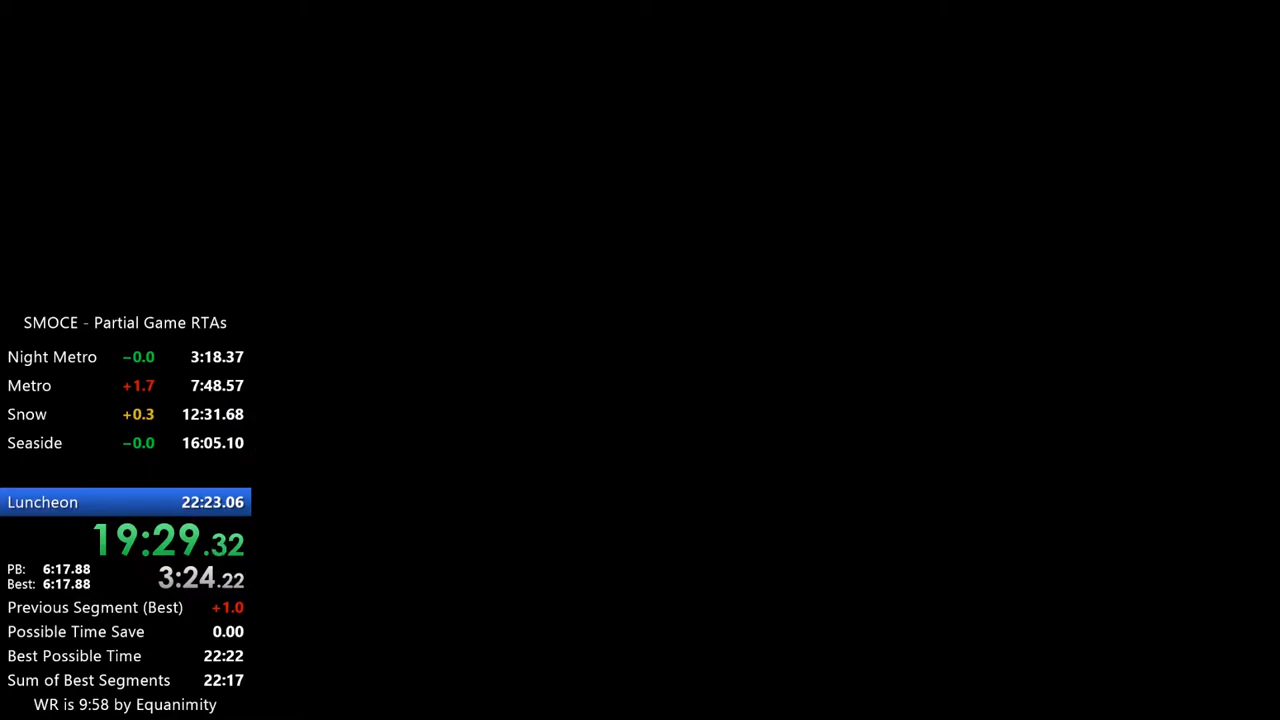 SMOCE - Partial Game RTAs
Night Metro −0.0 3:18.37
Metro +1.7 7:48.57
Snow +0.3 12:31.68
Seaside −0.0 16:05.10
Luncheon 22:23.06
19:29.32
PB: 6:17.88
Best: 6:17.88
3:24.22
Previous Segment (Best) +1.0
Possible Time Save 0.00
Best Possible Time 22:22
Sum of Best Segments 22:17
WR is 9:58 by Equanimity